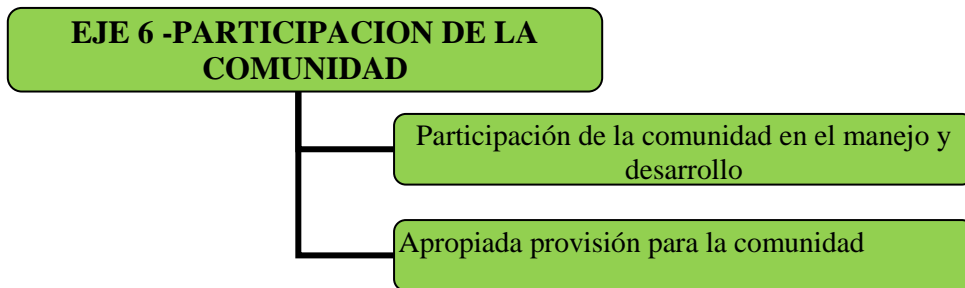 EJE 6 -PARTICIPACION DE LA
COMUNIDAD
Participación de la comunidad en el manejo y
desarrollo
Apropiada provisión para la comunidad